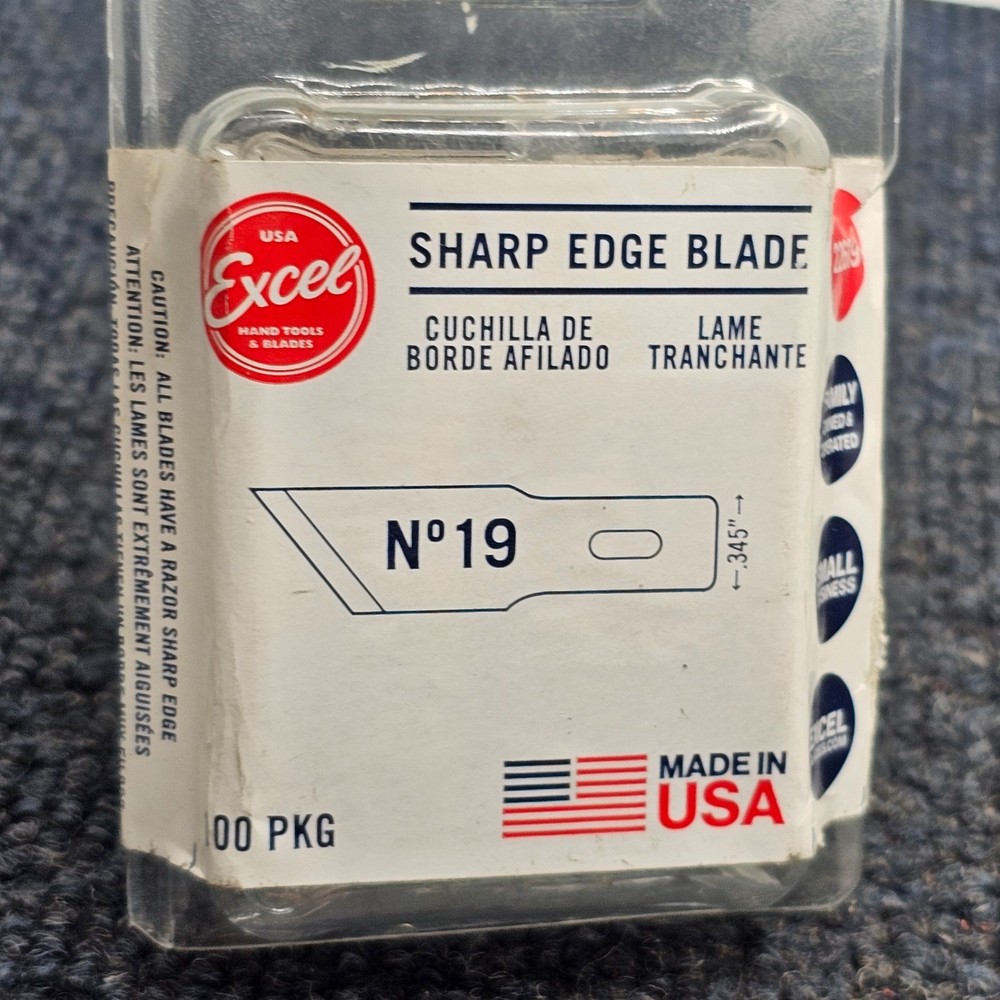 USA
Excel
HAND TOOLS
& BLADES
SHARP EDGE BLADE
CUCHILLA DE
BORDE AFILADO
LAME
TRANCHANTE
Nº19
.345"
00 PKG
MADE IN
USA
CAUTION: ALL BLADES HAVE A RAZOR SHARP EDGE
ATTENTION: LES LAMES SONT EXTRÊMEMENT AIGUISÉES